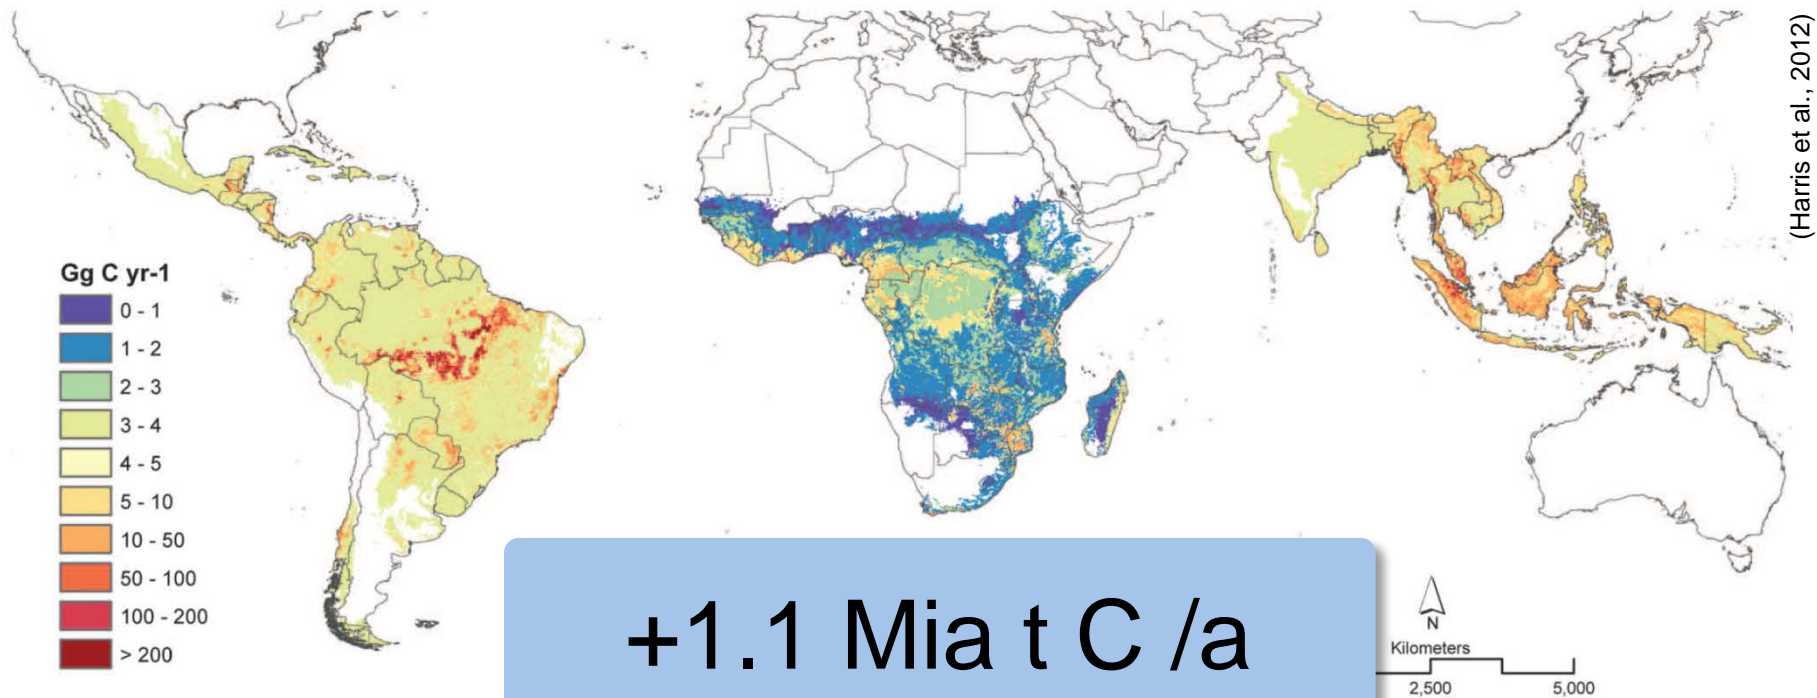 (Harris et al., 2012)
Gg C yr-1
0 - 1
1 - 2
2 - 3
3 - 4
4 - 5
5 - 10
10 - 50
50 - 100
100 - 200
> 200
+1.1 Mia t C /a
N
Kilometers
2,500 5,000